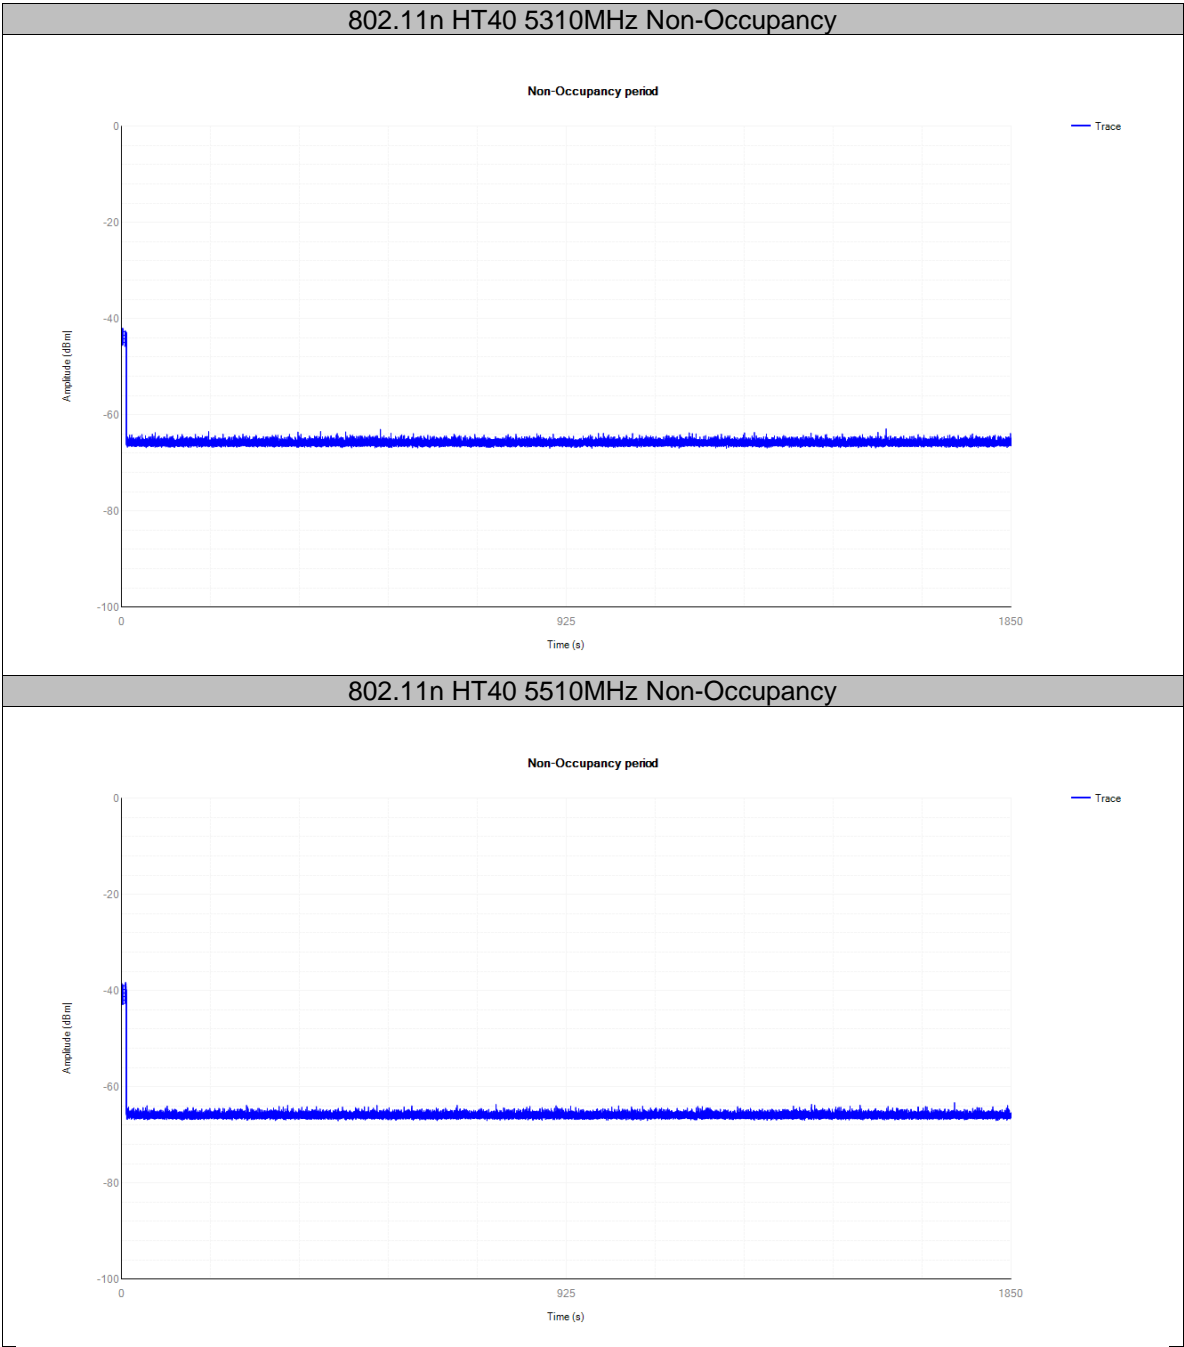 802.11n HT40 5310MHz Non-Occupancy
Non-Occupancy period
Trace
0
-20
-40
-60
-80
-100
Amplitude (dBm)
0 925 1850
Time (s)
802.11n HT40 5510MHz Non-Occupancy
Non-Occupancy period
Trace
0
-20
-40
-60
-80
-100
Amplitude (dBm)
0 925 1850
Time (s)